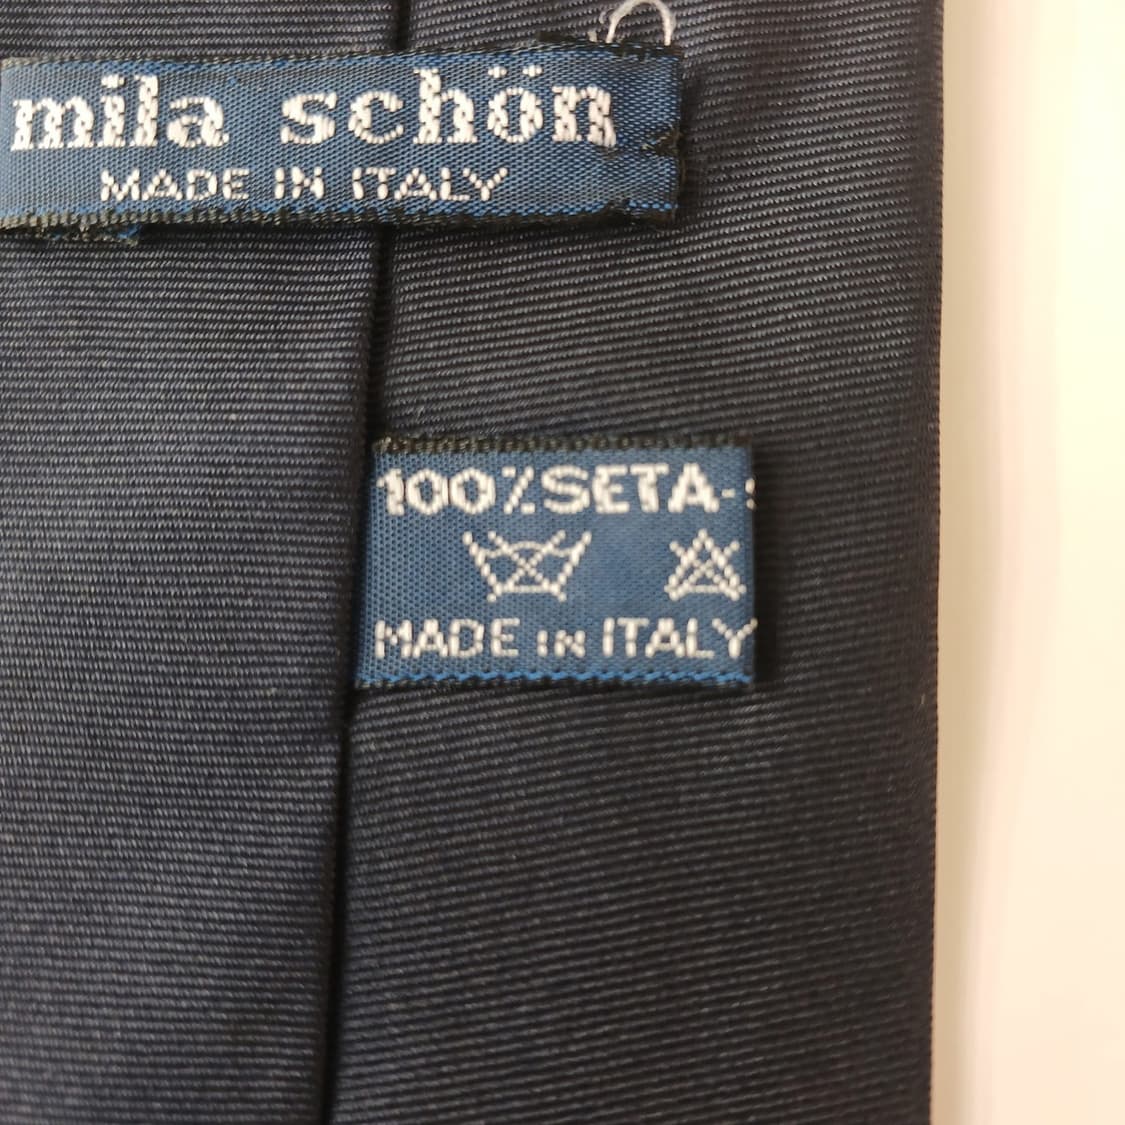 mila schön
MADE IN ITALY
100%SETA-
MADE IN ITALY